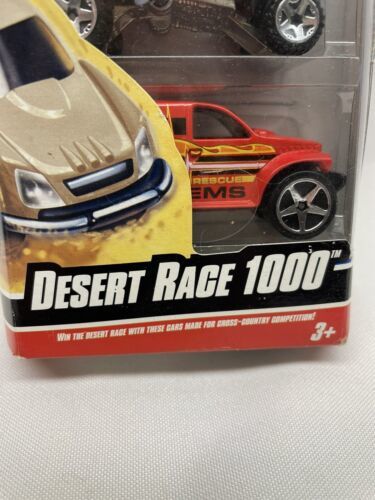 RESCUE
EMS
DESERT RACE 1000™
WIN THE DESERT RACE WITH THESE CARS MADE FOR CROSS-COUNTRY COMPETITION!
3+